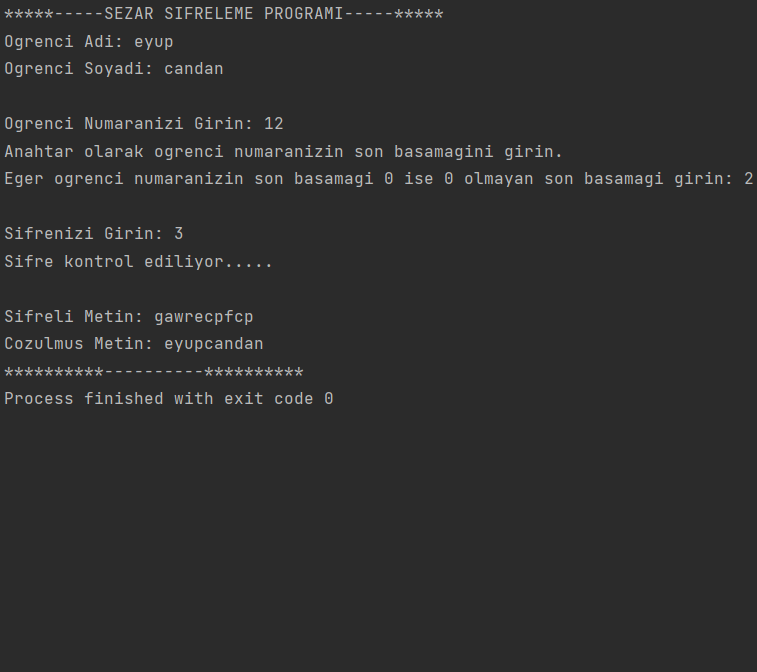 *****-----SEZAR SIFRELEME PROGRAMI-----*****
Ogrenci Adi: eyup
Ogrenci Soyadi: candan
Ogrenci Numaranizi Girin: 12
Anahtar olarak ogrenci numaranizin son basamagini girin.
Eger ogrenci numaranizin son basamagi 0 ise 0 olmayan son basamagi girin: 2
Sifrenizi Girin: 3
Sifre kontrol ediliyor.....
Sifreli Metin: gawrecpfcp
Cozulmus Metin: eyupcandan
**********----------**********
Process finished with exit code 0